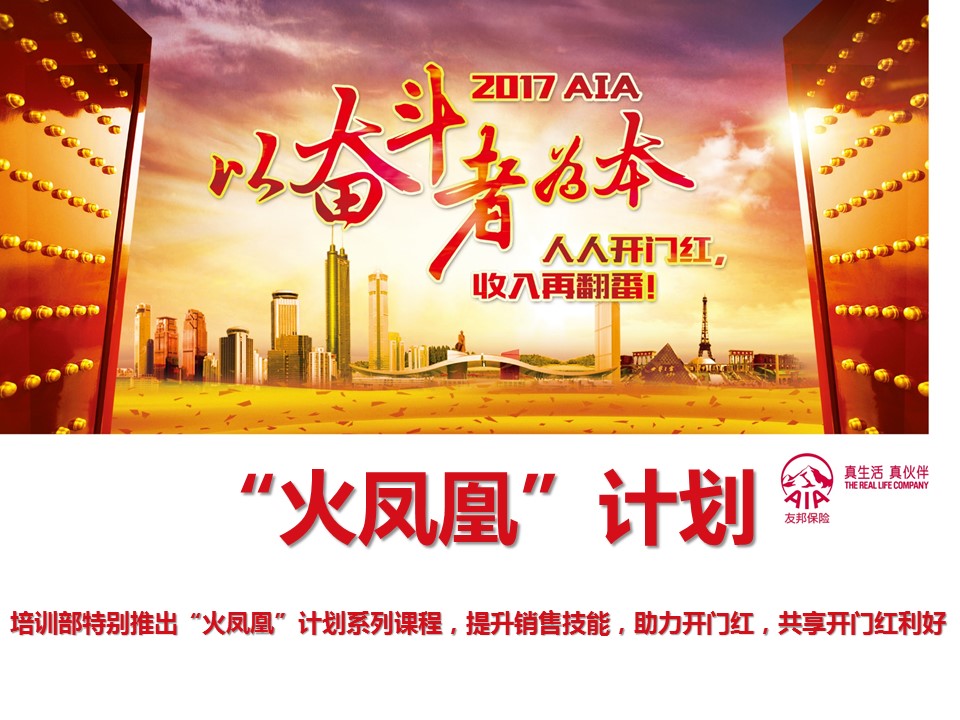 2017 AIA
以奋斗者为本
人人开门红，
收入再翻番！
“火凤凰”计划
真生活 真伙伴
THE REAL LIFE COMPANY
AIA
友邦保险
培训部特别推出“火凤凰”计划系列课程，提升销售技能，助力开门红，共享开门红利好